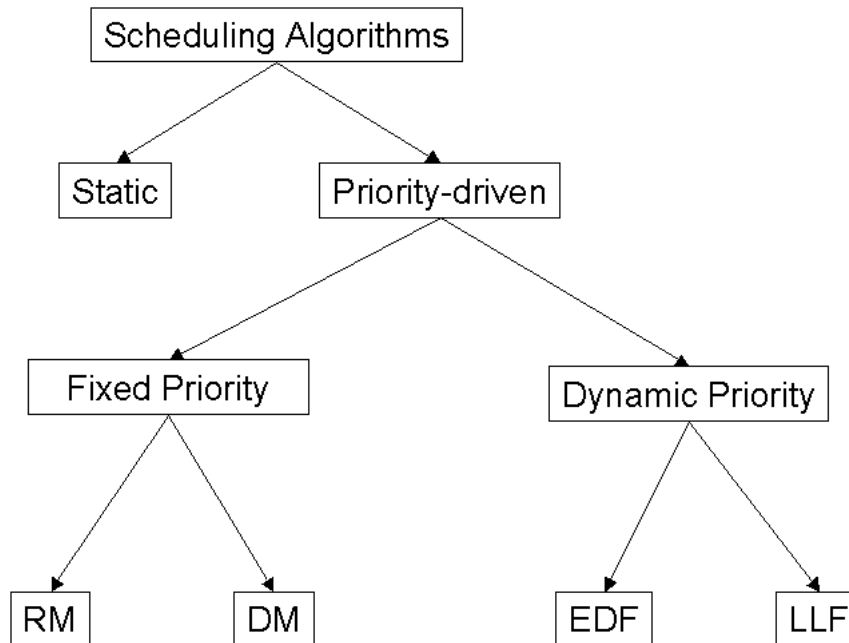 Scheduling Algorithms
Static
Priority-driven
Fixed Priority
Dynamic Priority
RM
DM
EDF
LLF